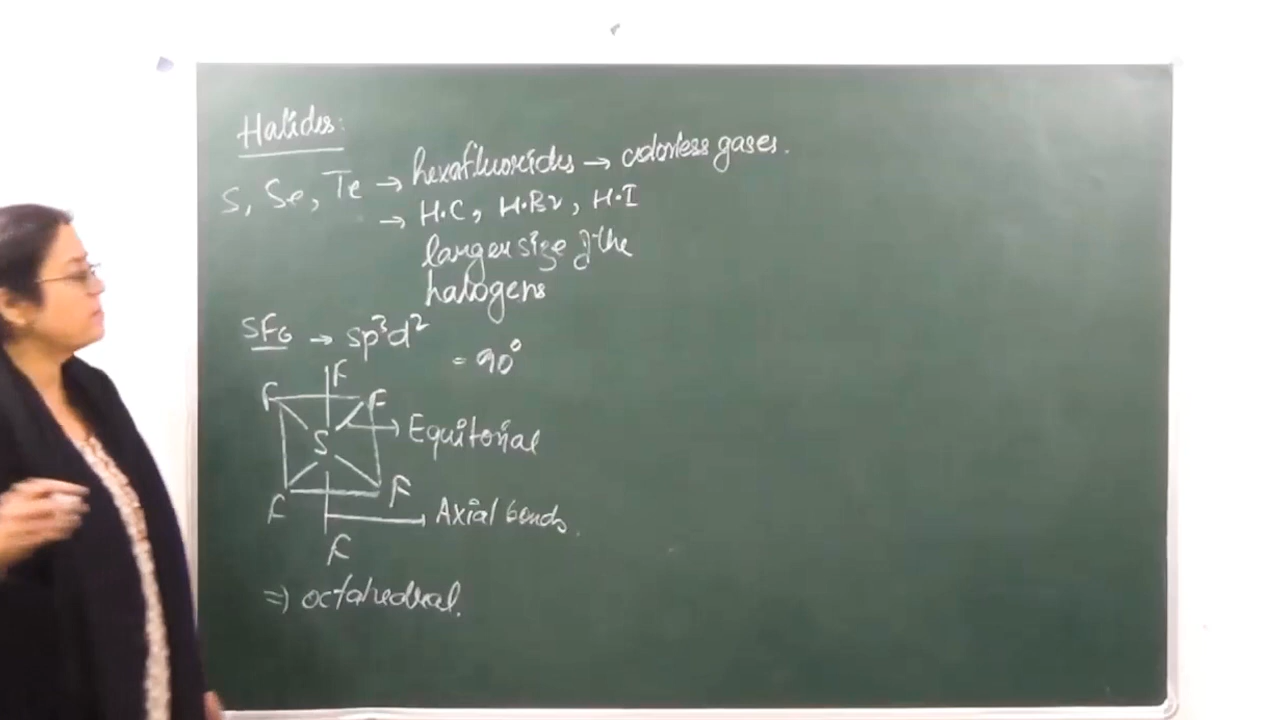 Halides:
S, Se, Te → hexafluorides → colorless gases.
→ H.C, H.Br, H.I
larger size of the
halogens
SF6 → sp³d²
= 90°
F
F F
S → Equitorial
F F
→ Axial bonds.
F
⇒ octahedral.